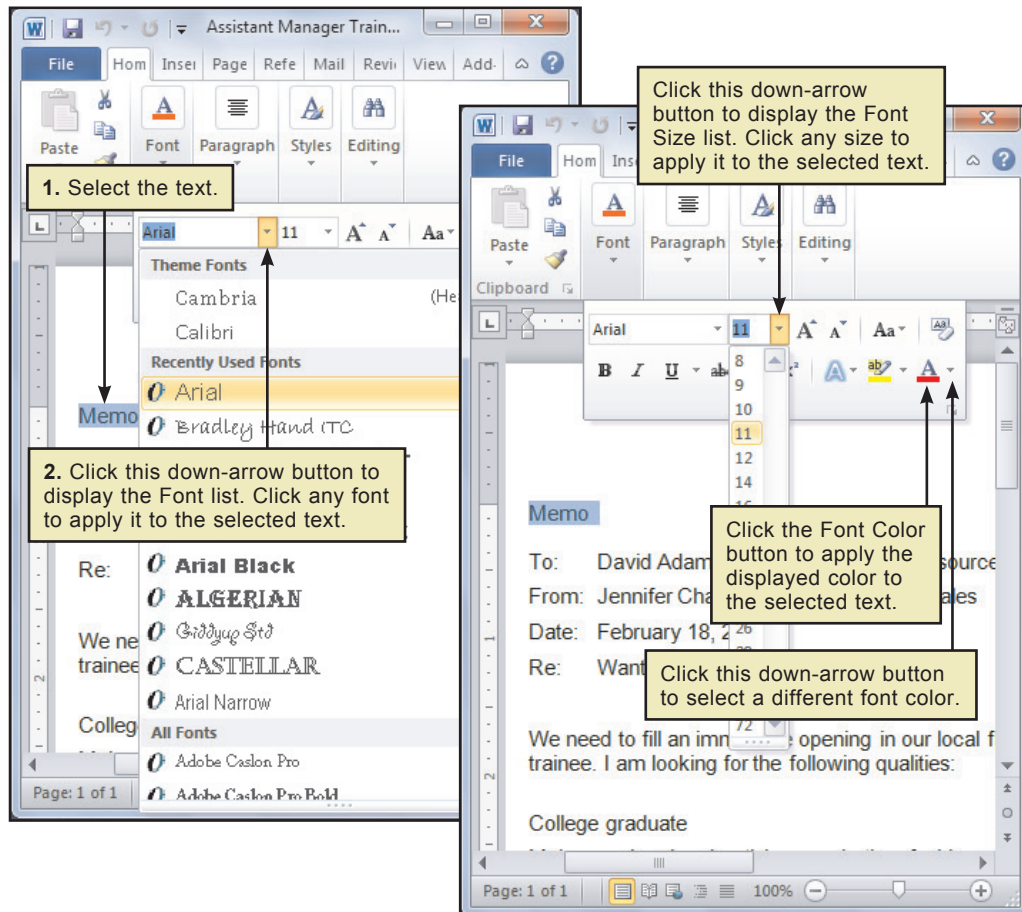 Assistant Manager Train...
File Hom Inser Page Refe Mail Revi View Add-
Paste Font Paragraph Styles Editing
1. Select the text.
Arial 11 Aa
Theme Fonts
Cambria (He
Calibri
Recently Used Fonts
Arial
Memo
Bradley Hand ITC
2. Click this down-arrow button to
display the Font list. Click any font
to apply it to the selected text.
Re:
Arial Black
ALGERIAN
Giddyup Std
We ne
trainee
CASTELLAR
Arial Narrow
Colleg
All Fonts
Adobe Caslon Pro
Adobe Caslon Pro Bold
Page: 1 of 1
Click this down-arrow
button to display the Font
Size list. Click any size to
apply it to the selected text.
File Hom Inse
Paste Font Paragraph Styles Editing
Clipboard
Arial 11 Aa
B I U abe A ab A
8
9
10
11
12
14
16
26
72
Memo
Click the Font Color
button to apply the
displayed color to
the selected text.
To: David Adam source
From: Jennifer Cha ales
Date: February 18, 2
Re: Want
Click this down-arrow button
to select a different font color.
We need to fill an imm opening in our local f
trainee. I am looking for the following qualities:
College graduate
Page: 1 of 1 100%